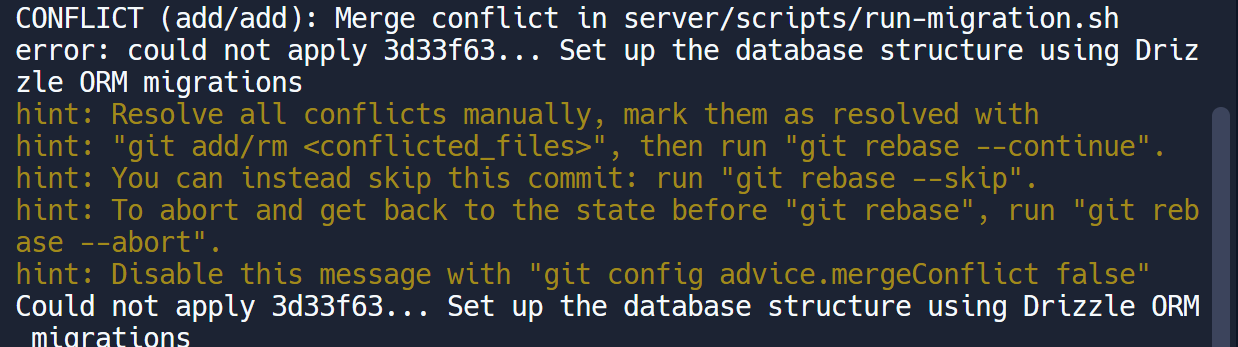 CONFLICT (add/add): Merge conflict in server/scripts/run-migration.sh
error: could not apply 3d33f63... Set up the database structure using Driz
zle ORM migrations
hint: Resolve all conflicts manually, mark them as resolved with
hint: "git add/rm <conflicted_files>", then run "git rebase --continue".
hint: You can instead skip this commit: run "git rebase --skip".
hint: To abort and get back to the state before "git rebase", run "git reb
ase --abort".
hint: Disable this message with "git config advice.mergeConflict false"
Could not apply 3d33f63... Set up the database structure using Drizzle ORM
 migrations